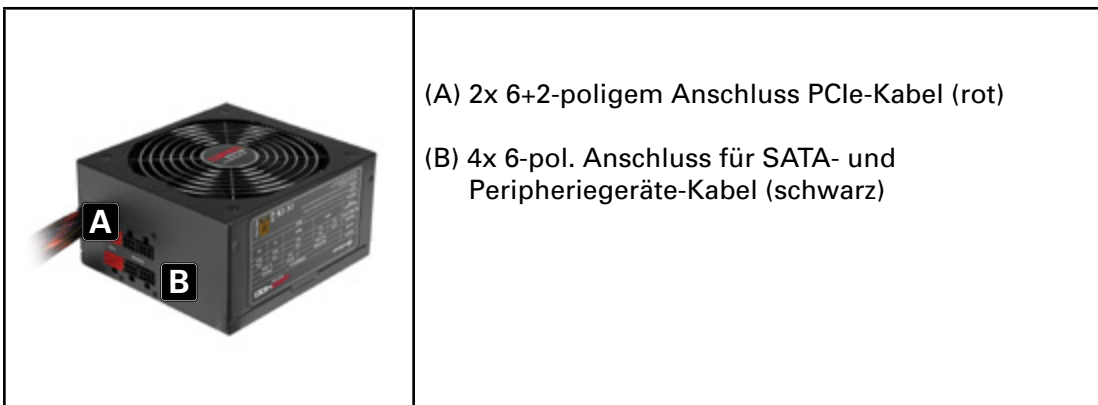 (A) 2x 6+2-poligem Anschluss PCIe-Kabel (rot)
(B) 4x 6-pol. Anschluss für SATA- und
Peripheriegeräte-Kabel (schwarz)
A
B